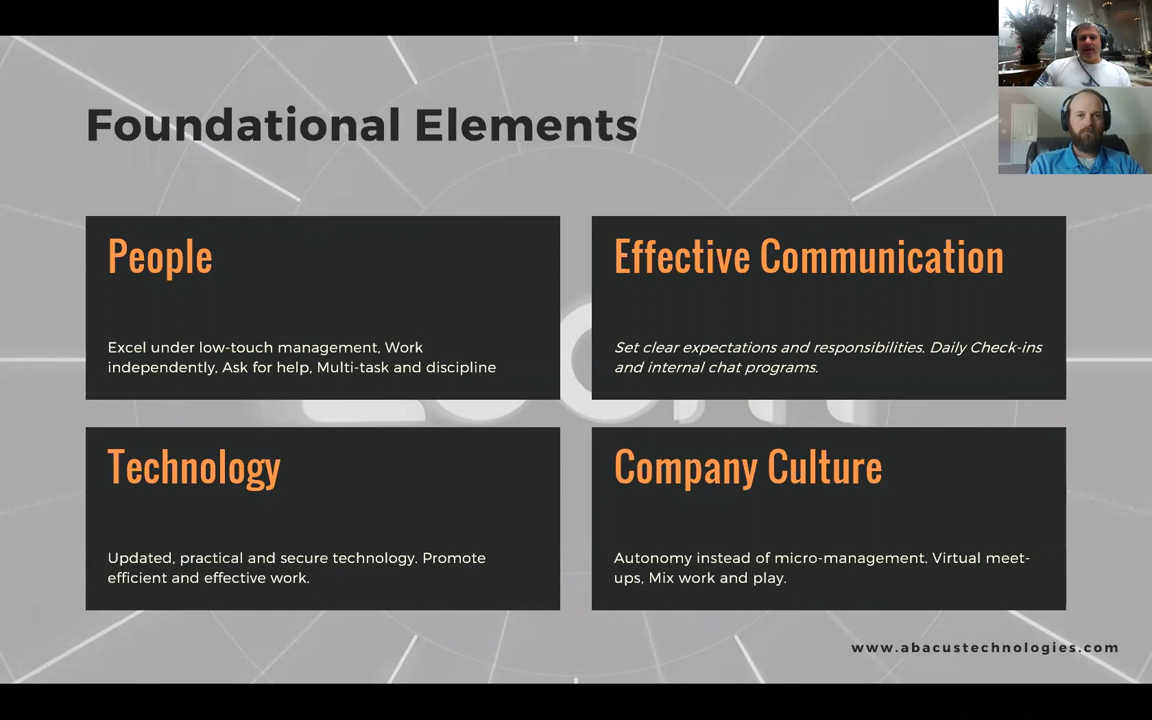 Foundational Elements
People
Excel under low-touch management, Work
independently, Ask for help, Multi-task and discipline
Effective Communication
Set clear expectations and responsibilities. Daily Check-ins
and internal chat programs.
Technology
Updated, practical and secure technology. Promote
efficient and effective work.
Company Culture
Autonomy instead of micro-management. Virtual meet-
ups, Mix work and play.
www.abacustechnologies.com